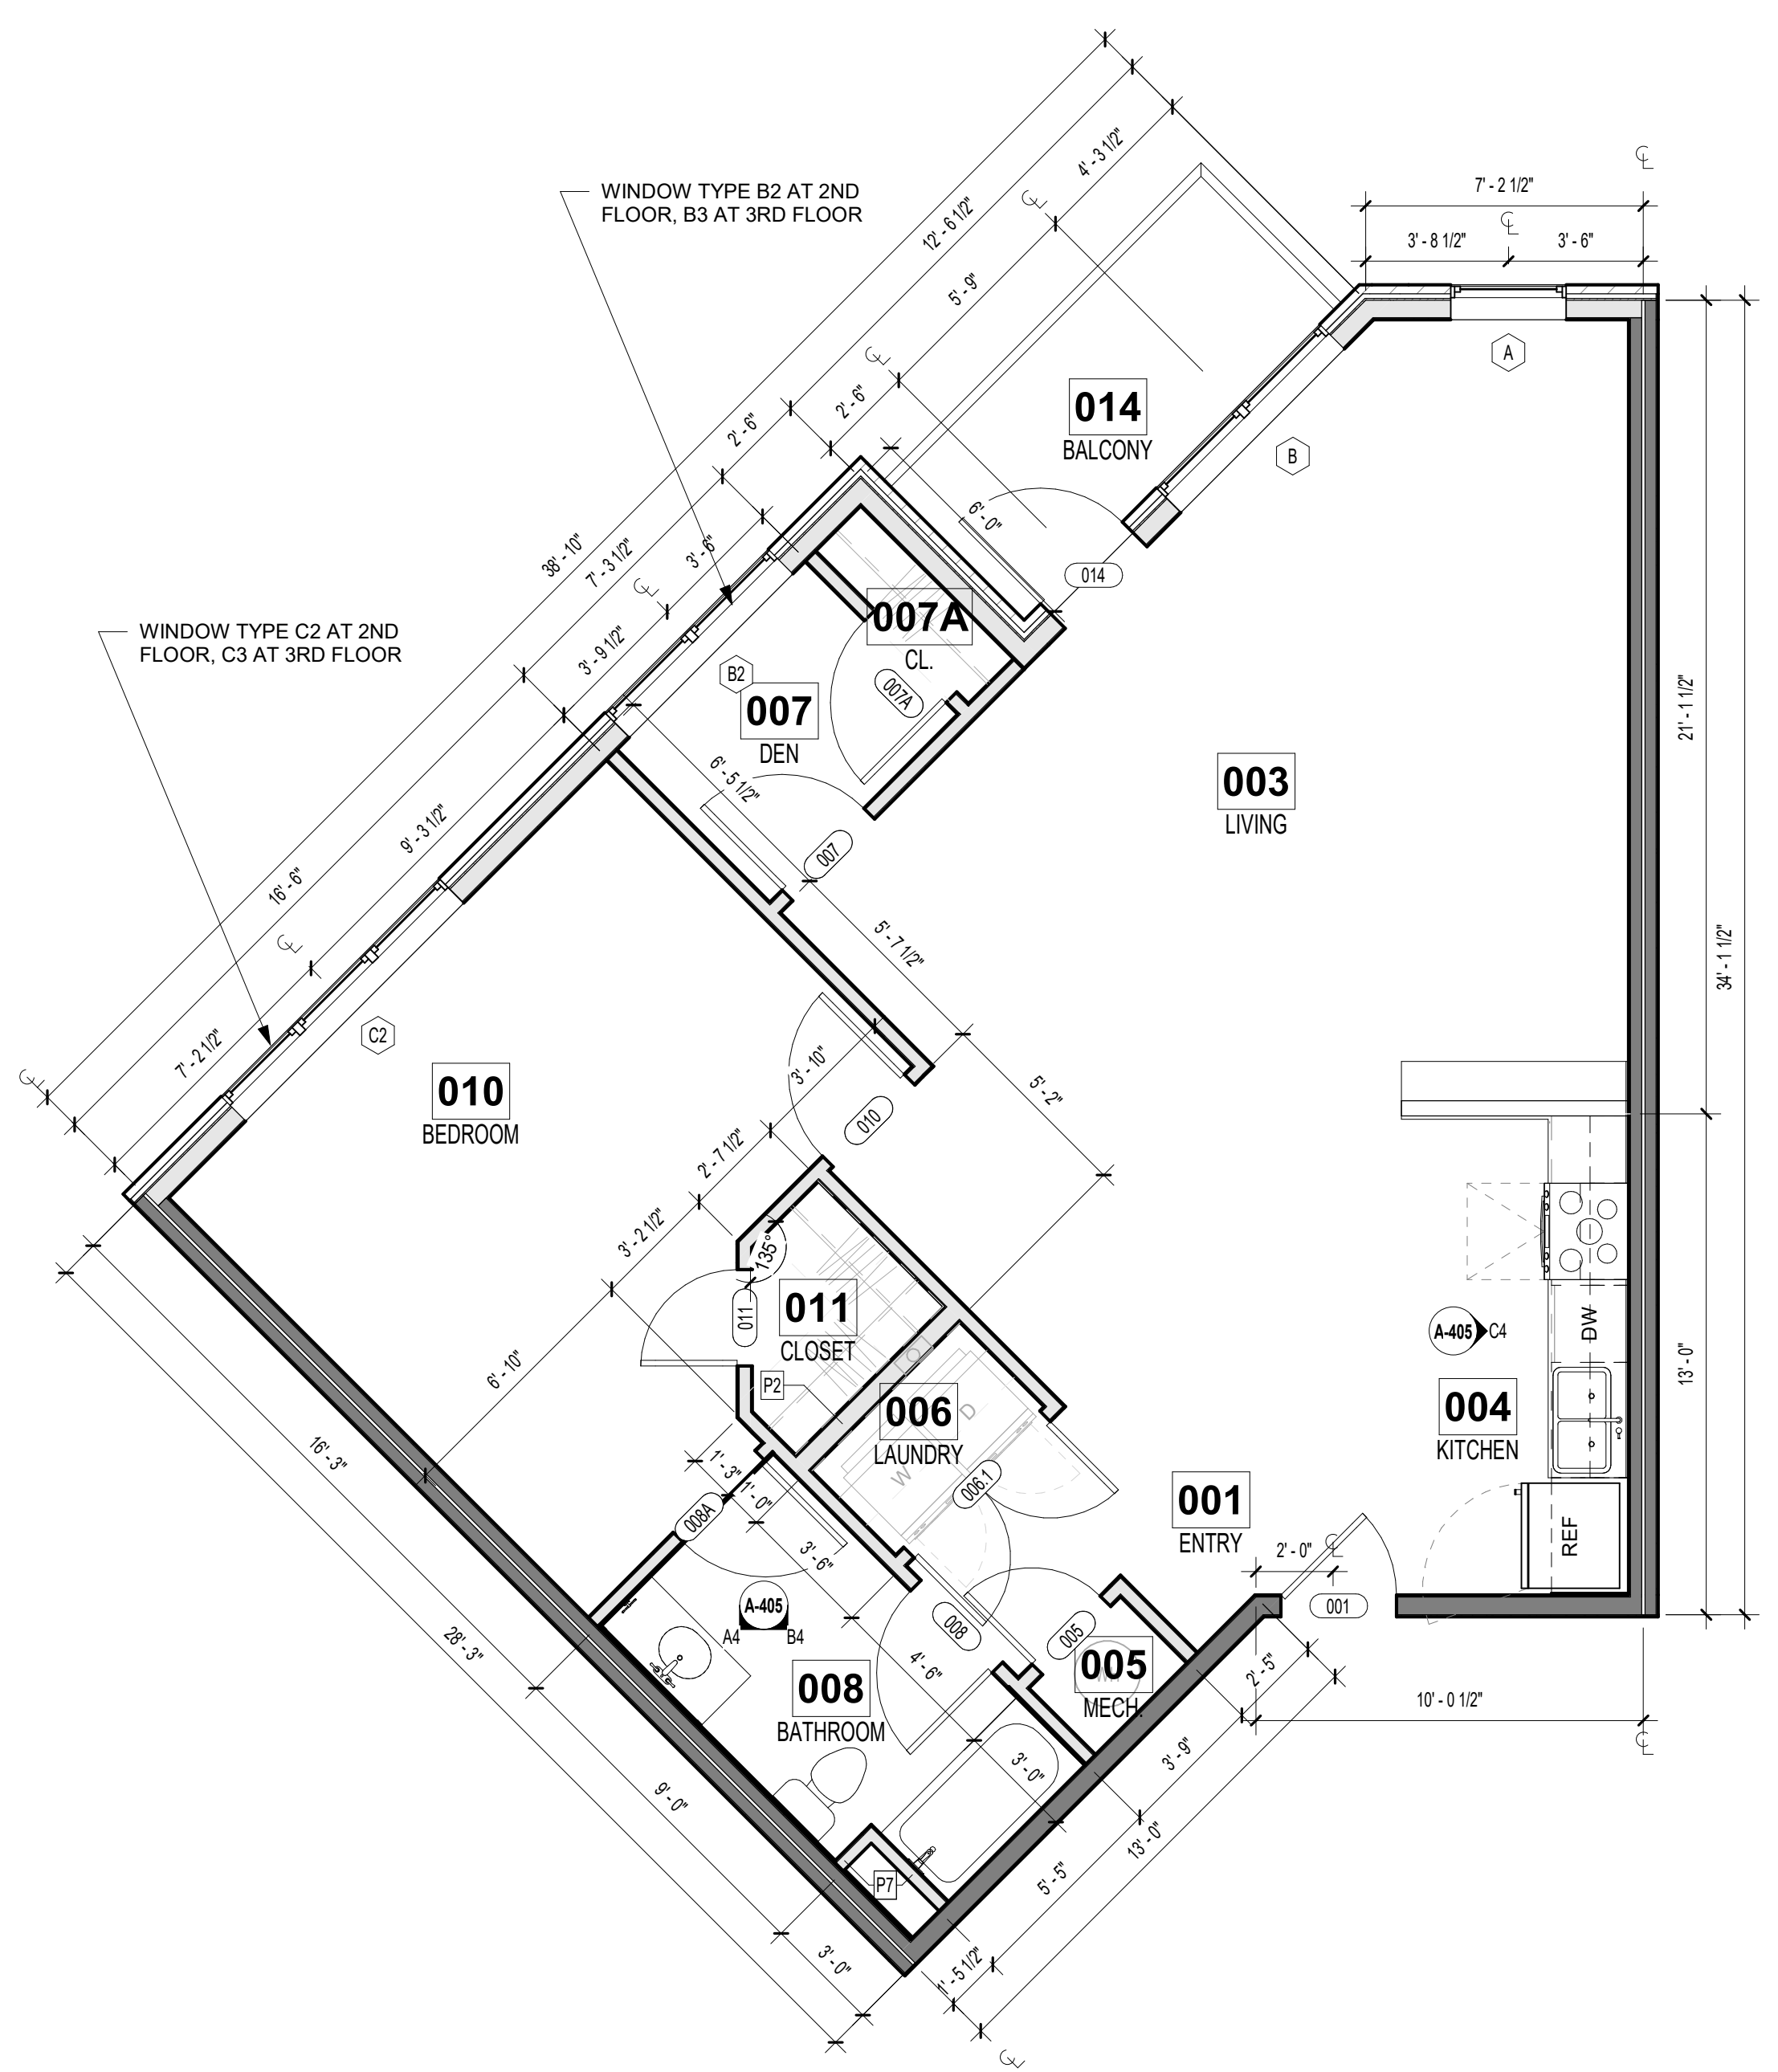 4' - 3 1/2"
7' - 2 1/2"
WINDOW TYPE B2 AT 2ND
FLOOR, B3 AT 3RD FLOOR
12' - 6 1/2"
3' - 8 1/2"
3' - 6"
5' - 9"
A
2' - 6"
2' - 6"
014
BALCONY
B
6' - 0"
38' - 10"
7' - 3 1/2"
3' - 6"
014
007A
CL.
WINDOW TYPE C2 AT 2ND
FLOOR, C3 AT 3RD FLOOR
3' - 9 1/2"
B2
007A
007
DEN
21' - 1 1/2"
6' - 5 1/2"
003
LIVING
9' - 3 1/2"
007
16' - 6"
5' - 7 1/2"
34' - 1 1/2"
7' - 2 1/2"
C2
3' - 10"
010
BEDROOM
5' - 2"
010
2' - 7 1/2"
3' - 2 1/2"
135°
011
011
CLOSET
A-405
C4
DW
6' - 10"
P2
13' - 0"
006
LAUNDRY
W
D
004
KITCHEN
16' - 3"
1' - 3"
1' - 0"
006.1
008A
001
ENTRY
REF
3' - 6"
2' - 0"
A-405
A4
B4
008
005
001
28' - 3"
4' - 6"
005
MECH.
2' - 5"
008
BATHROOM
10' - 0 1/2"
9' - 0"
3' - 0"
3' - 9"
13' - 0"
P7
5' - 5"
3' - 0"
1' - 5 1/2"